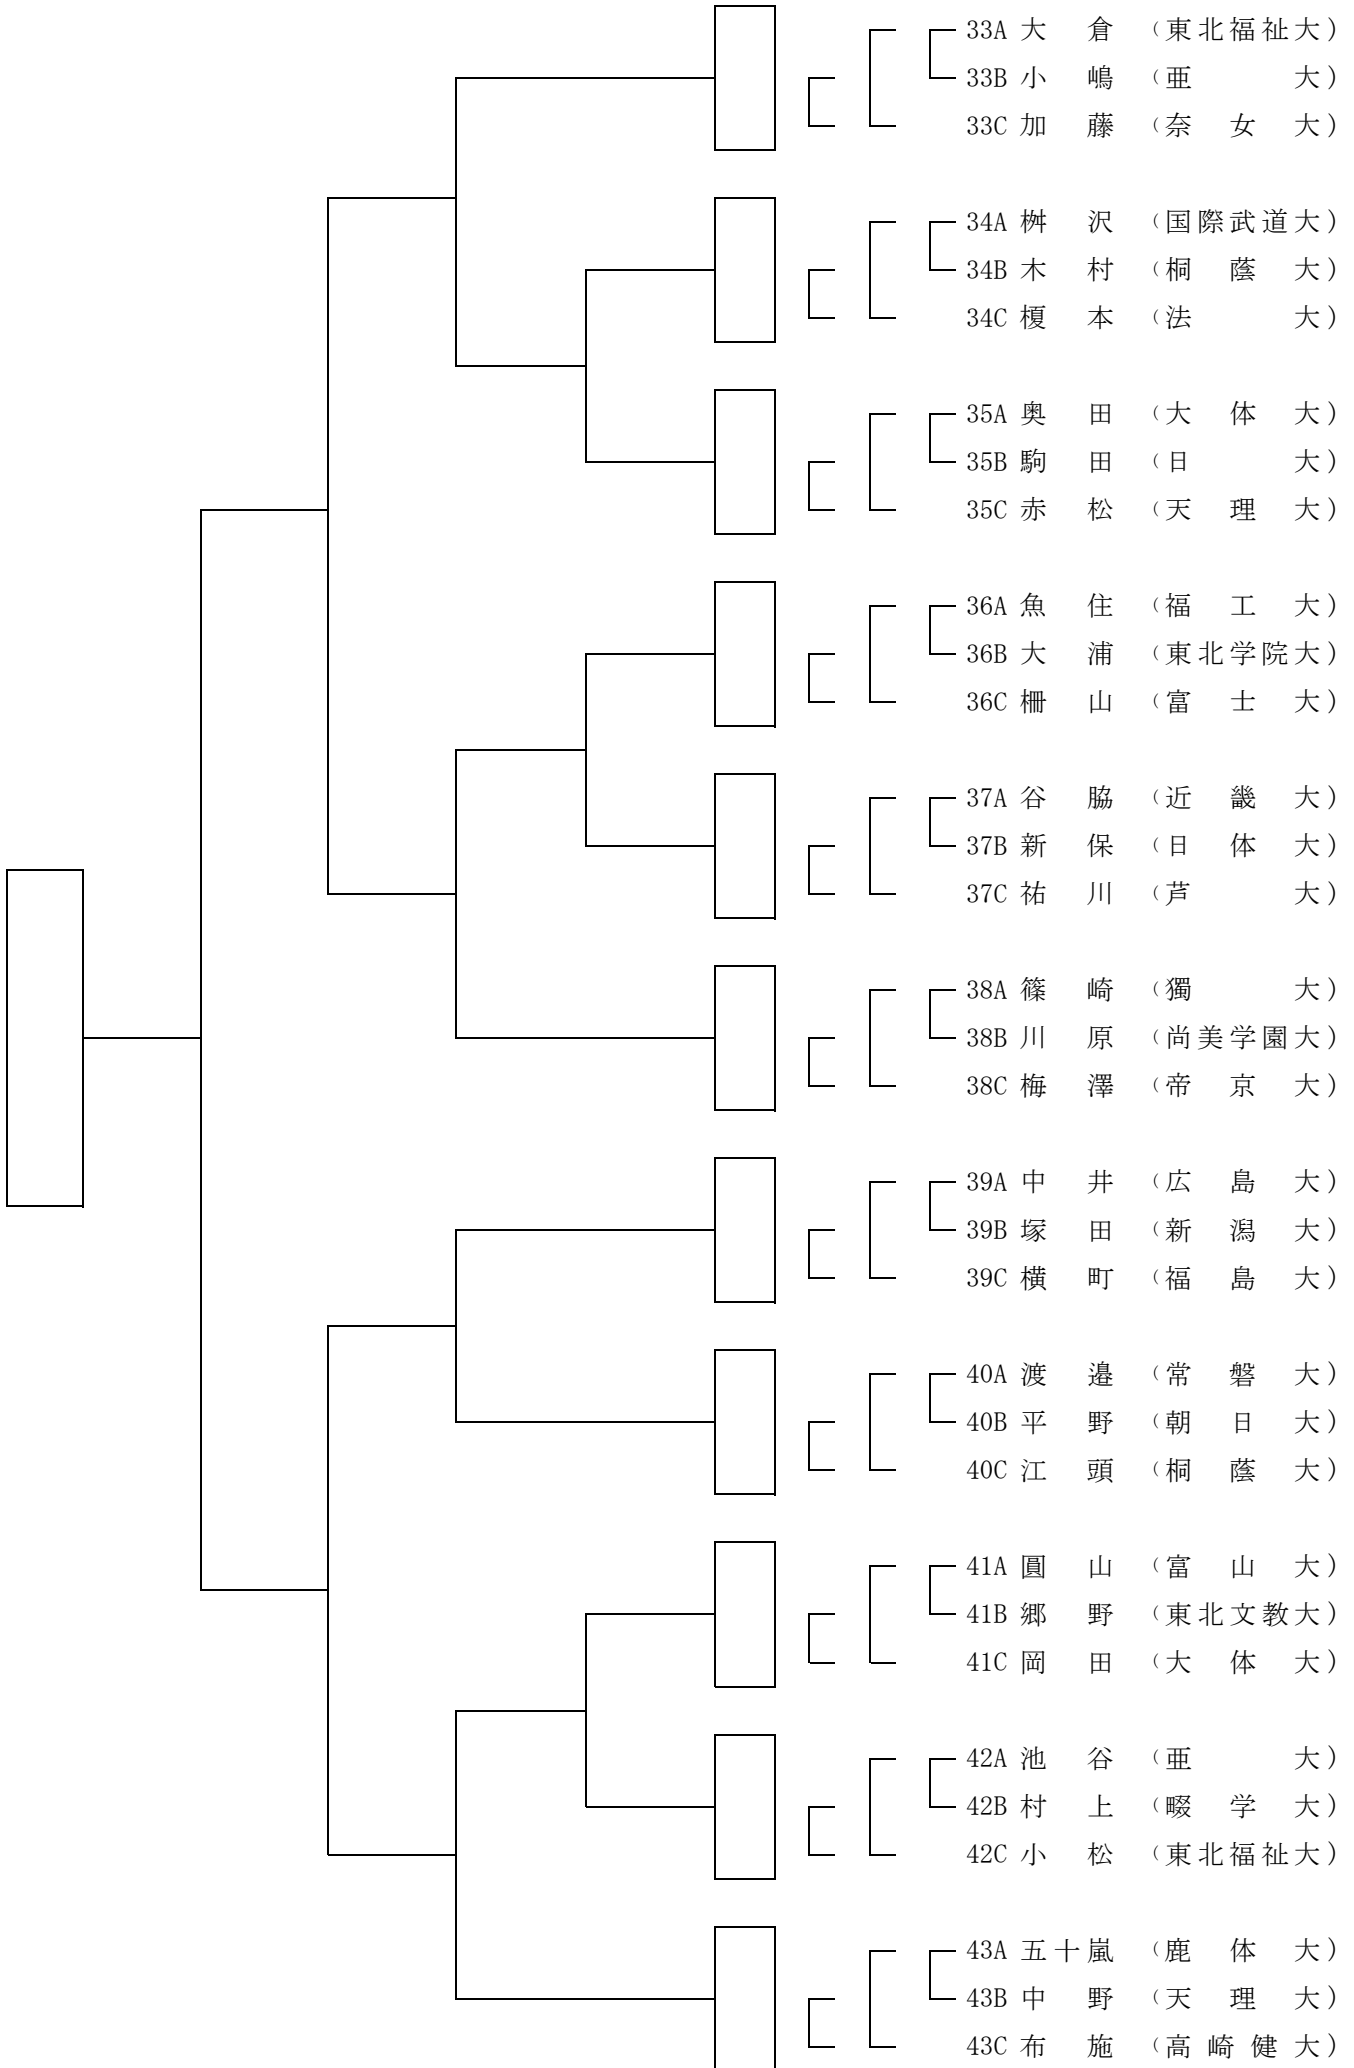 33A 大倉 (東北福祉大)
33B 小嶋 (亜大)
33C 加藤 (奈女大)
34A 桝沢 (国際武道大)
34B 木村 (桐蔭大)
34C 榎本 (法大)
35A 奥田 (大体大)
35B 駒田 (日大)
35C 赤松 (天理大)
36A 魚住 (福工大)
36B 大浦 (東北学院大)
36C 柵山 (富士大)
37A 谷脇 (近畿大)
37B 新保 (日体大)
37C 祐川 (芦大)
38A 篠崎 (獨大)
38B 川原 (尚美学園大)
38C 梅澤 (帝京大)
39A 中井 (広島大)
39B 塚田 (新潟大)
39C 横町 (福島大)
40A 渡邉 (常磐大)
40B 平野 (朝日大)
40C 江頭 (桐蔭大)
41A 圓山 (富山大)
41B 郷野 (東北文教大)
41C 岡田 (大体大)
42A 池谷 (亜大)
42B 村上 (畷学大)
42C 小松 (東北福祉大)
43A 五十嵐 (鹿体大)
43B 中野 (天理大)
43C 布施 (高崎健大)